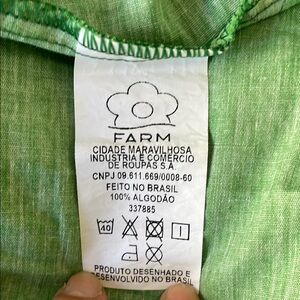 FARM
CIDADE MARAVILHOSA
INDUSTRIA E COMERCIO
DE ROUPAS S.A
CNPJ 09.611.669/0008-60
FEITO NO BRASIL
100% ALGODÃO
337885
40
PRODUTO DESENHADO E
DESENVOLVIDO NO BRASIL